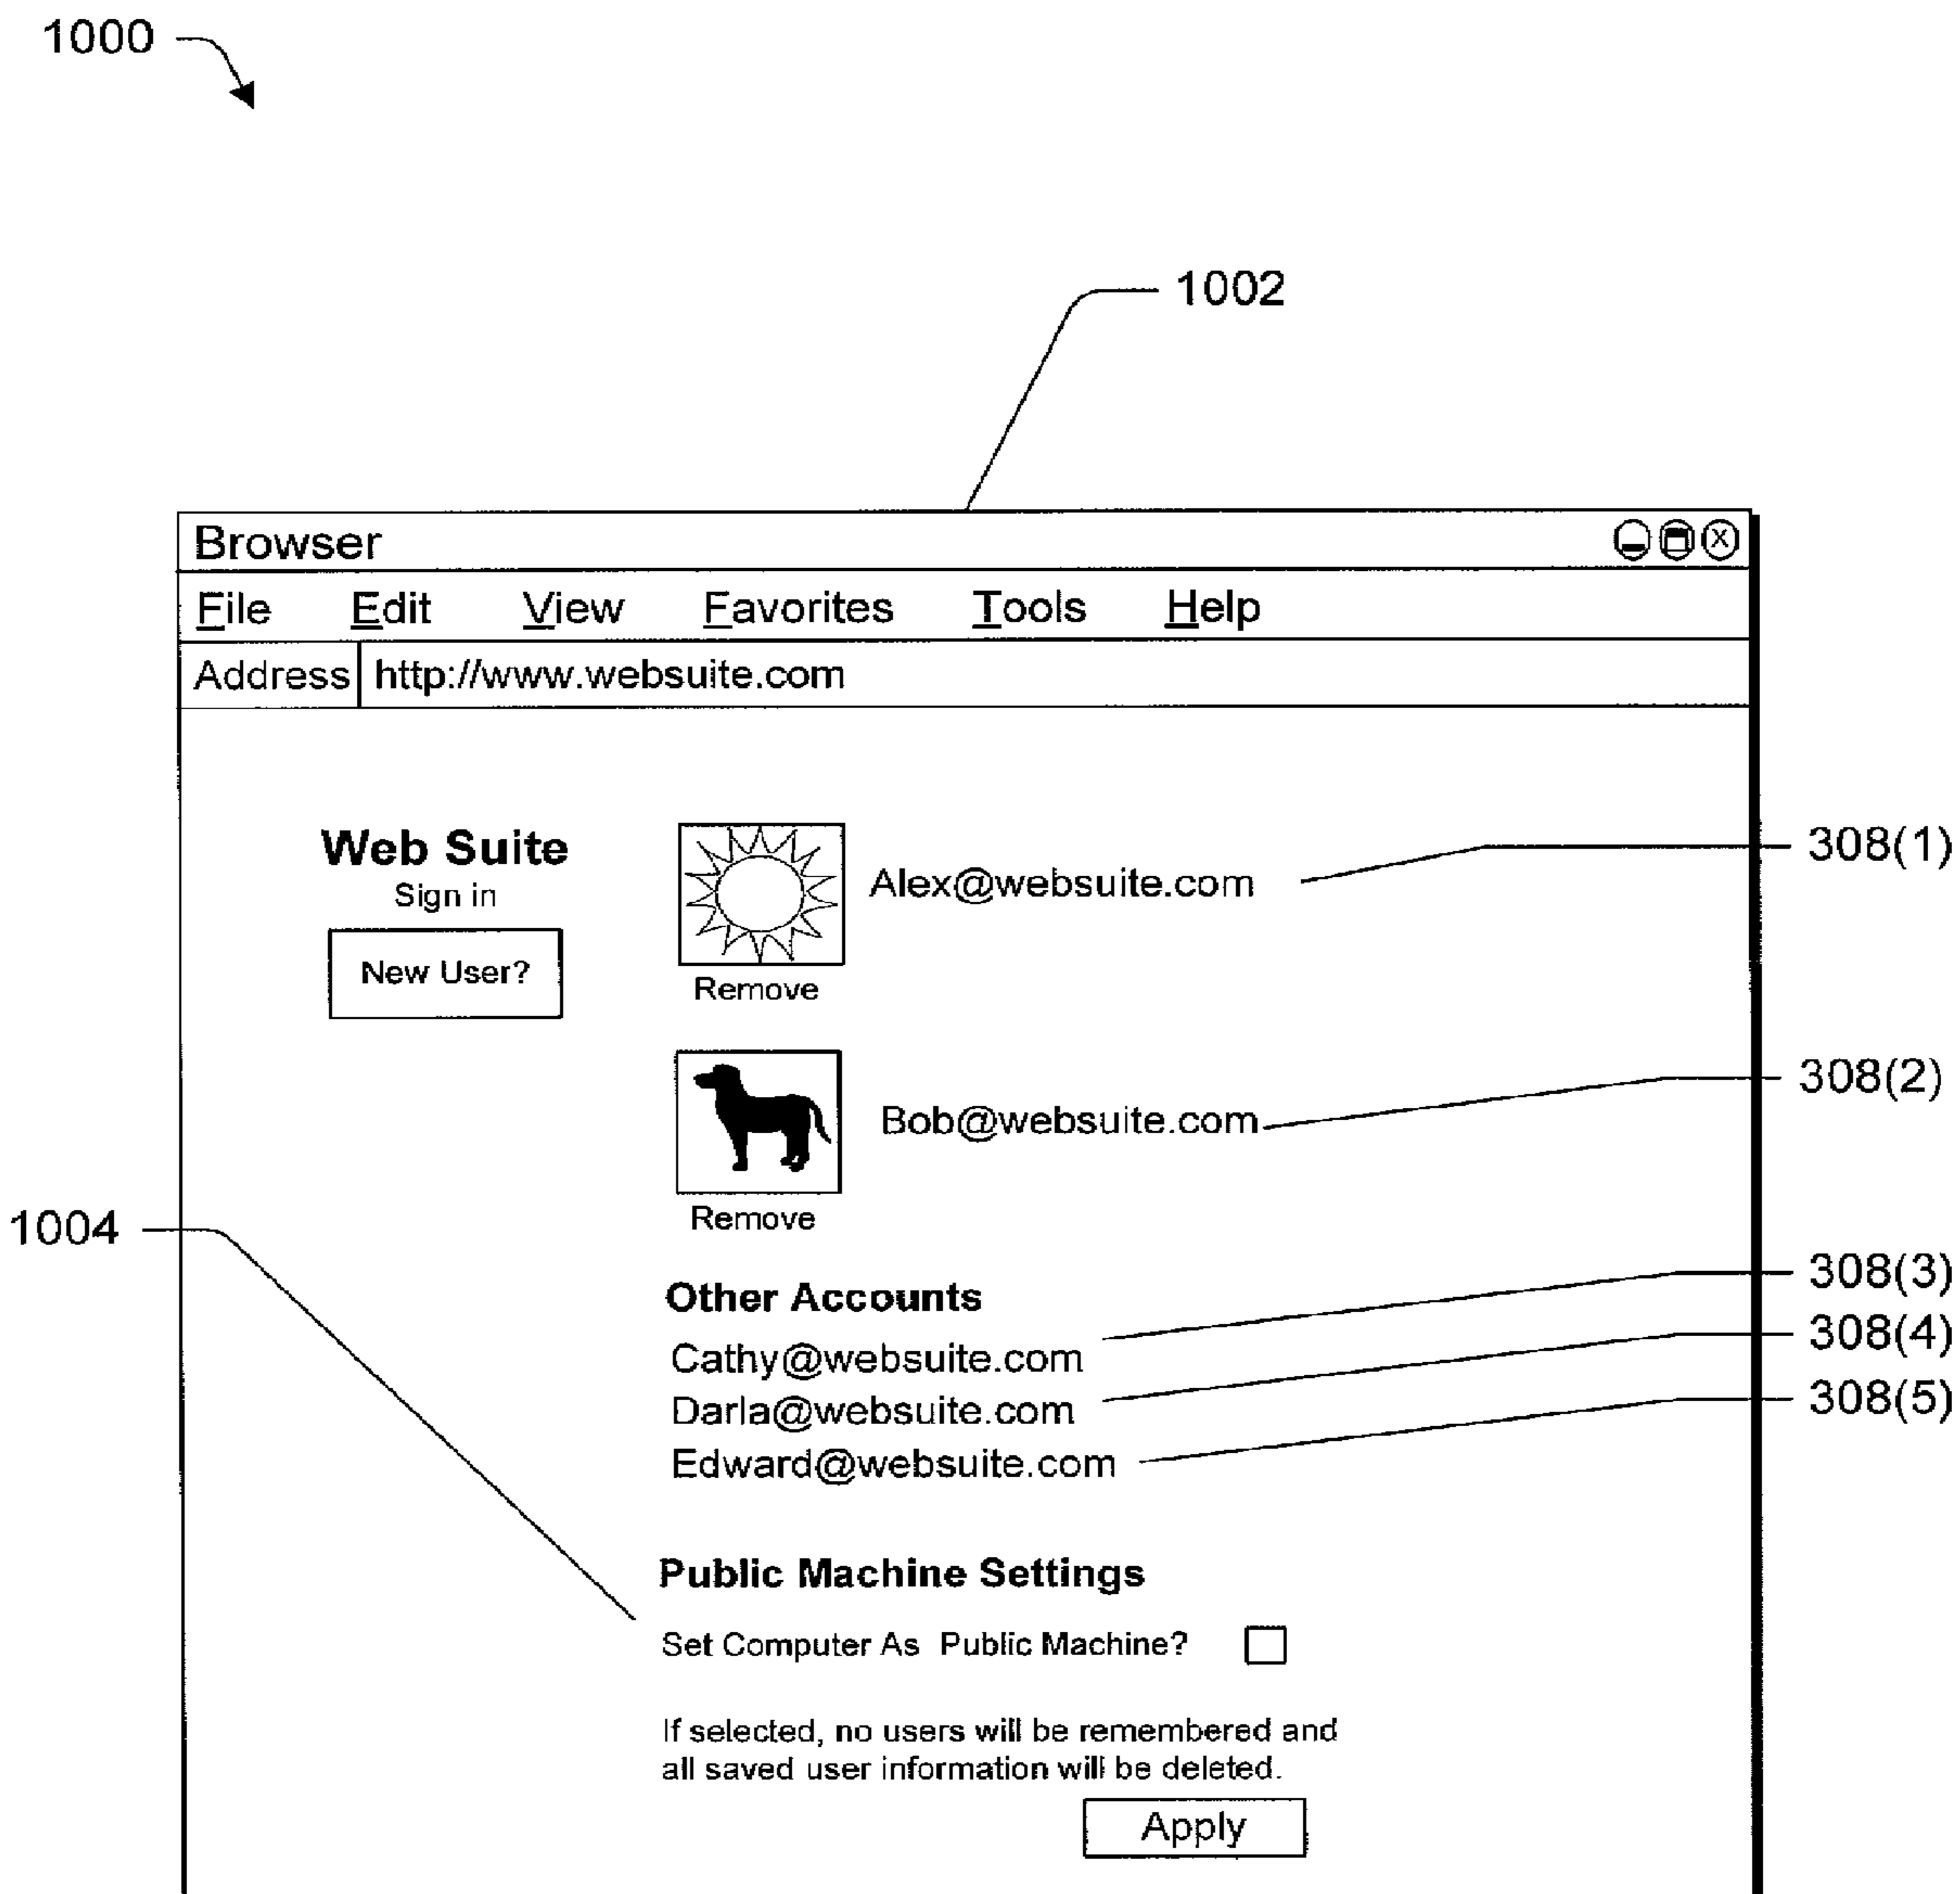 1000
1002
Browser
File Edit View Favorites Tools Help
Address http://www.websuite.com
Web Suite
Sign in
New User?
Alex@websuite.com
308(1)
Remove
Bob@websuite.com
308(2)
Remove
1004
Other Accounts
308(3)
Cathy@websuite.com
308(4)
Darla@websuite.com
308(5)
Edward@websuite.com
Public Machine Settings
Set Computer As Public Machine?
If selected, no users will be remembered and
all saved user information will be deleted.
Apply